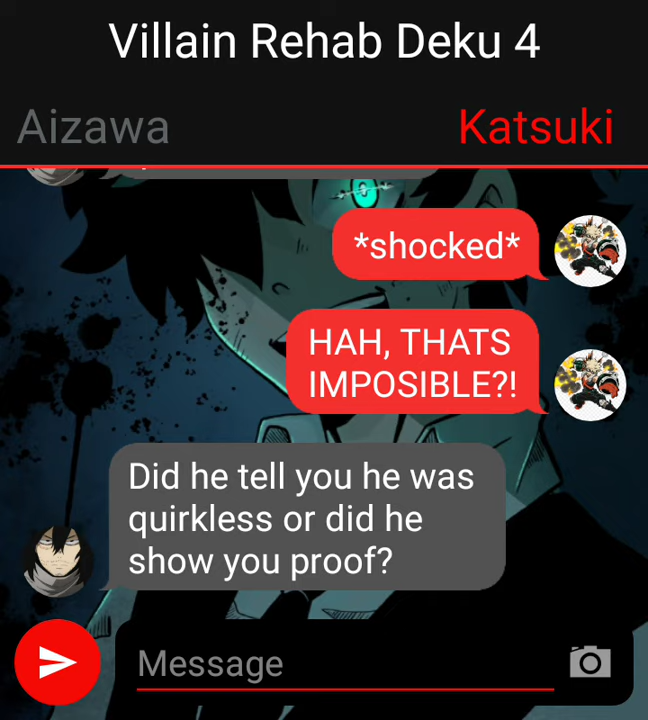 Villain Rehab Deku 4
Aizawa
Katsuki
*shocked*
HAH, THATS
IMPOSIBLE?!
Did he tell you he was
quirkless or did he
show you proof?
Message